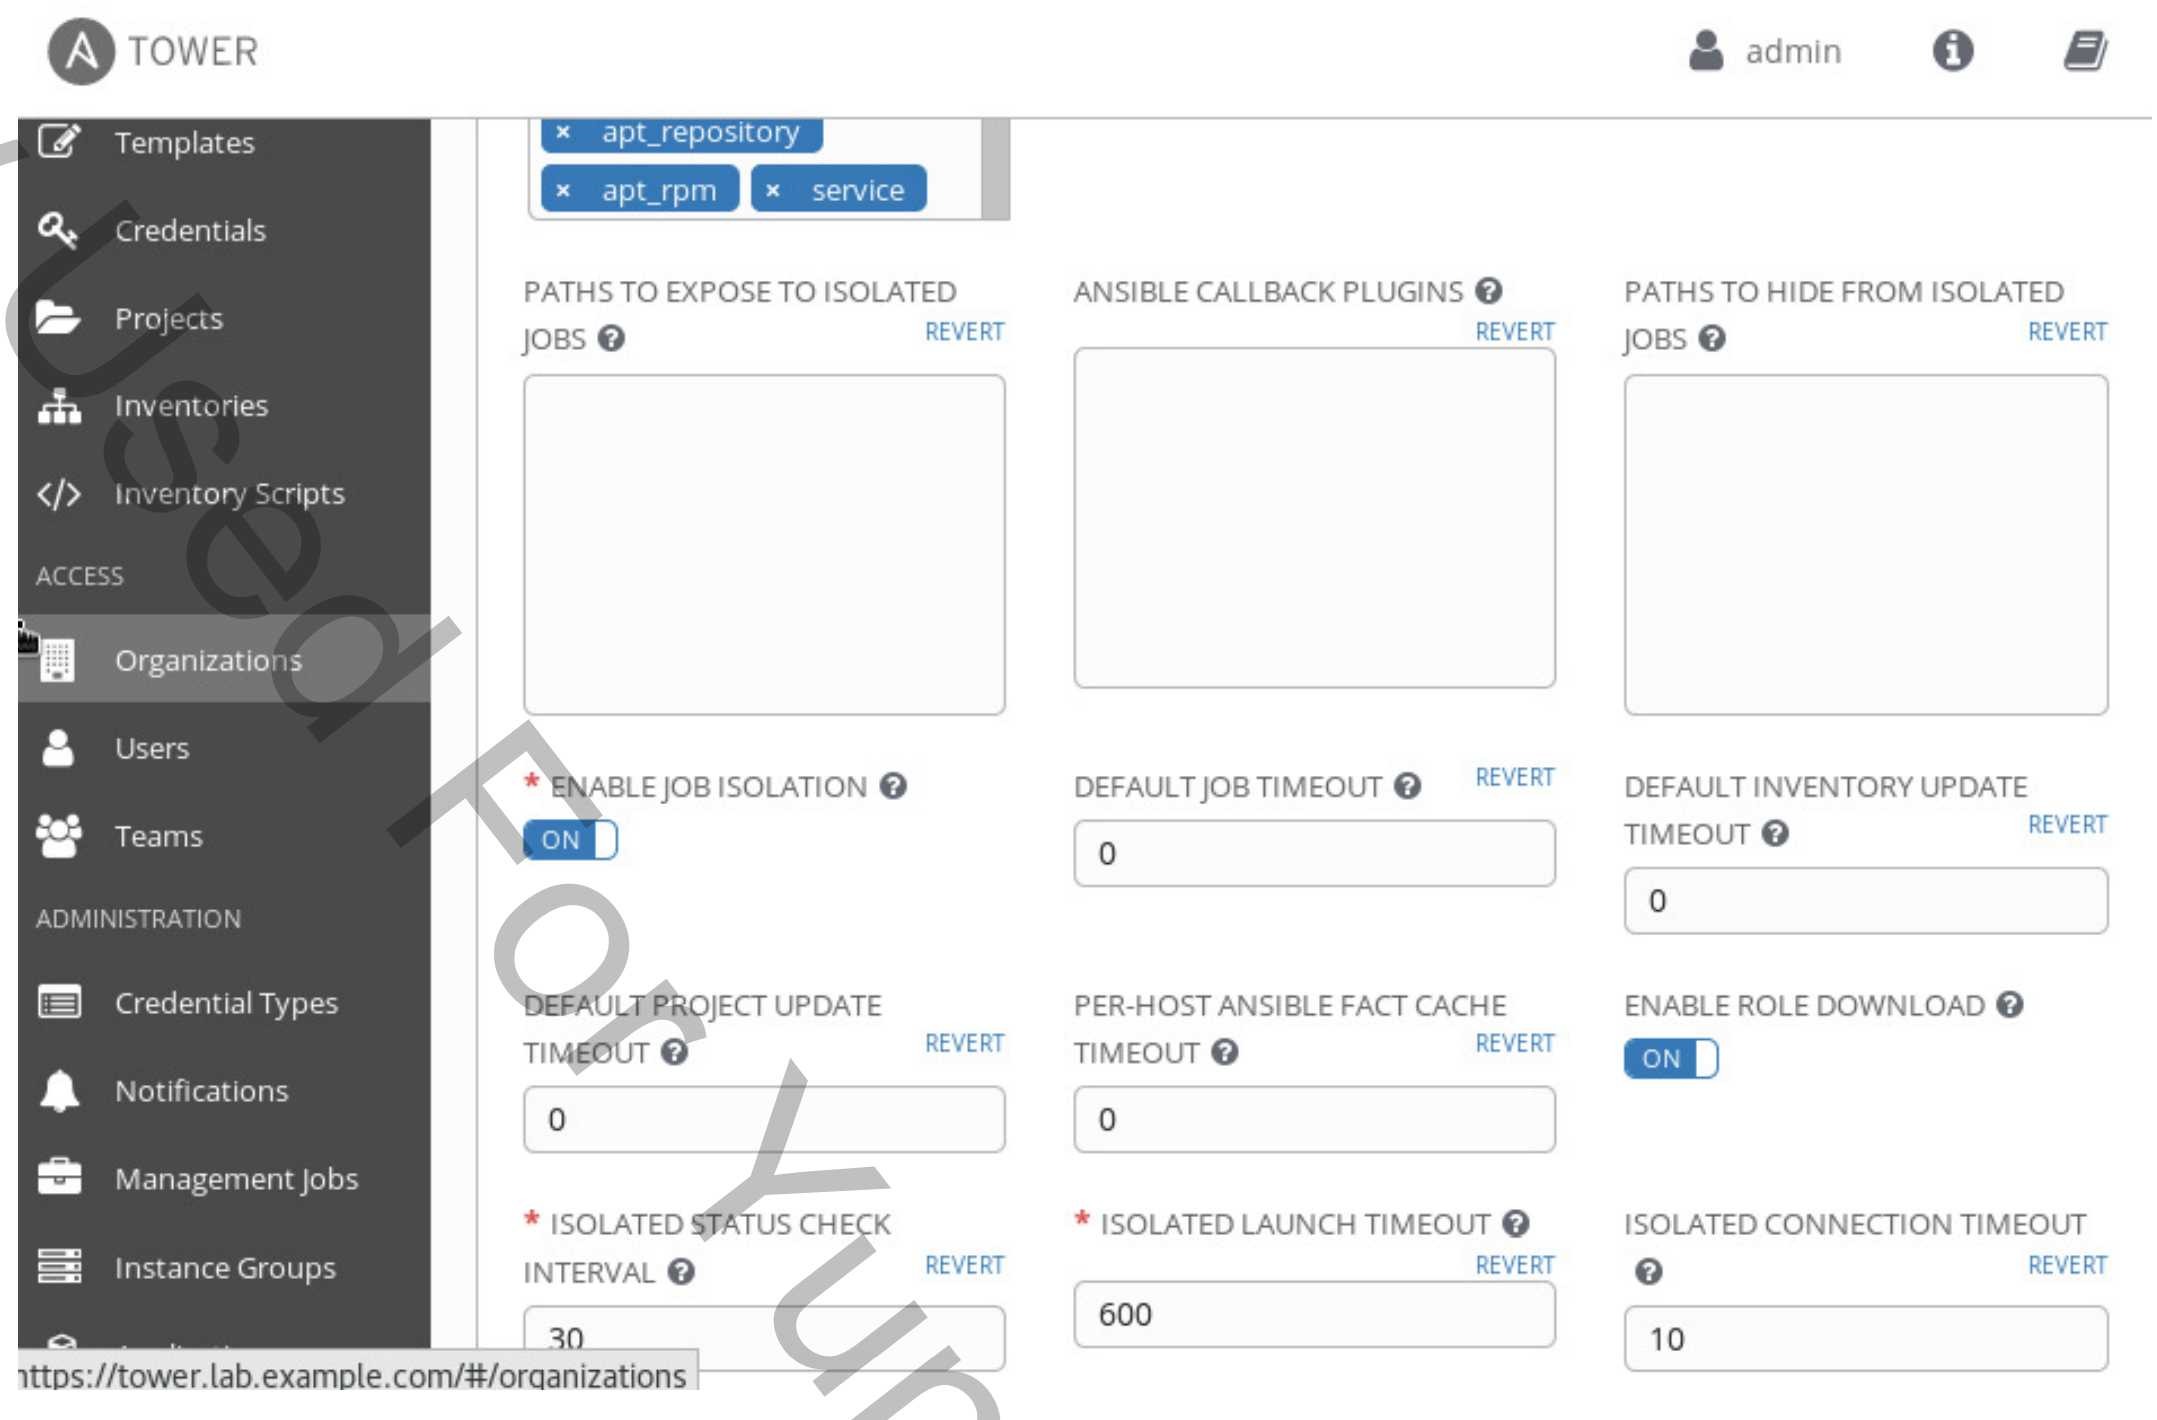 TOWER
admin
Templates
Credentials
Projects
Inventories
Inventory Scripts
ACCESS
Organizations
Users
Teams
ADMINISTRATION
Credential Types
Notifications
Management Jobs
Instance Groups
https://tower.lab.example.com/#/organizations
× apt_repository
× apt_rpm × service
PATHS TO EXPOSE TO ISOLATED
JOBS ? REVERT
ANSIBLE CALLBACK PLUGINS ?
REVERT
PATHS TO HIDE FROM ISOLATED
JOBS ? REVERT
* ENABLE JOB ISOLATION ?
ON
DEFAULT JOB TIMEOUT ? REVERT
0
DEFAULT INVENTORY UPDATE
TIMEOUT ? REVERT
0
DEFAULT PROJECT UPDATE
TIMEOUT ? REVERT
0
PER-HOST ANSIBLE FACT CACHE
TIMEOUT ? REVERT
0
ENABLE ROLE DOWNLOAD ?
ON
* ISOLATED STATUS CHECK
INTERVAL ? REVERT
30
* ISOLATED LAUNCH TIMEOUT ?
REVERT
600
ISOLATED CONNECTION TIMEOUT
? REVERT
10
Used For Yun